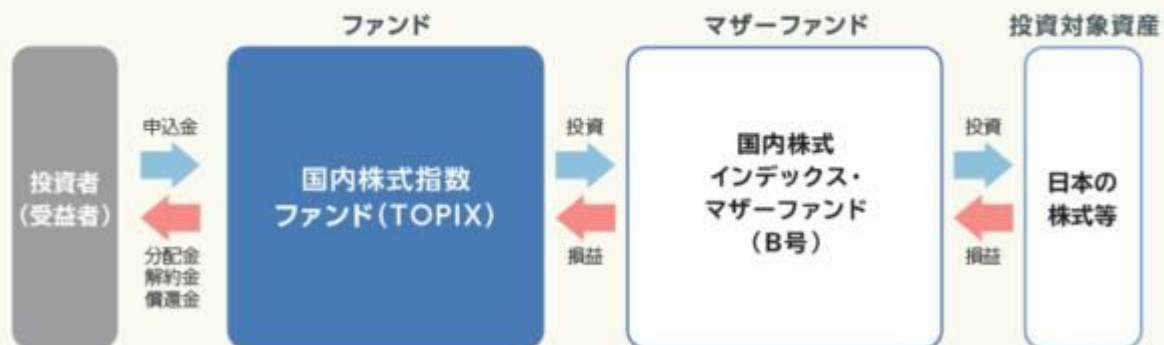 ファンド
マザーファンド
投資対象資産
投資者
(受益者)
申込金
分配金
解約金
償還金
国内株式指数
ファンド(TOPIX)
投資
損益
国内株式
インデックス・
マザーファンド
(B号)
投資
損益
日本の
株式等